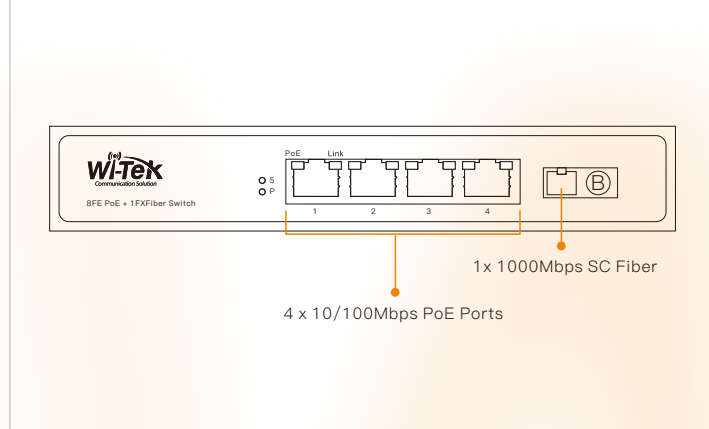 PoE Link
Wi-Tek
Communication Solution
5
P
8FE PoE + 1FXFiber Switch
1 2 3 4
B
1x 1000Mbps SC Fiber
4 x 10/100Mbps PoE Ports